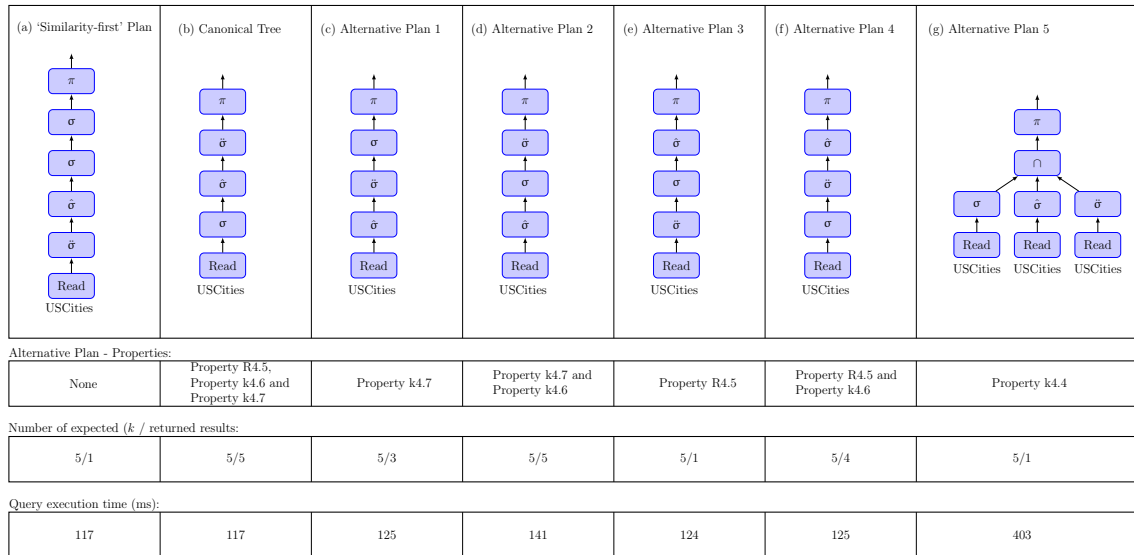 (a) 'Similarity-first' Plan
π
σ
σ
σ̂
σ̈
Read
USCities
(b) Canonical Tree
π
σ̈
σ̂
σ
Read
USCities
(c) Alternative Plan 1
π
σ
σ̈
σ̂
Read
USCities
(d) Alternative Plan 2
π
σ̈
σ
σ̂
Read
USCities
(e) Alternative Plan 3
π
σ̂
σ
σ̈
Read
USCities
(f) Alternative Plan 4
π
σ̂
σ̈
σ
Read
USCities
(g) Alternative Plan 5
π
∩
σ σ̂ σ̈
Read Read Read
USCities USCities USCities
Alternative Plan - Properties:
None
Property R4.5,
Property k4.6 and
Property k4.7
Property k4.7
Property k4.7 and
Property k4.6
Property R4.5
Property R4.5 and
Property k4.6
Property k4.4
Number of expected (k / returned results:
5/1 5/5 5/3 5/5 5/1 5/4 5/1
Query execution time (ms):
117 117 125 141 124 125 403